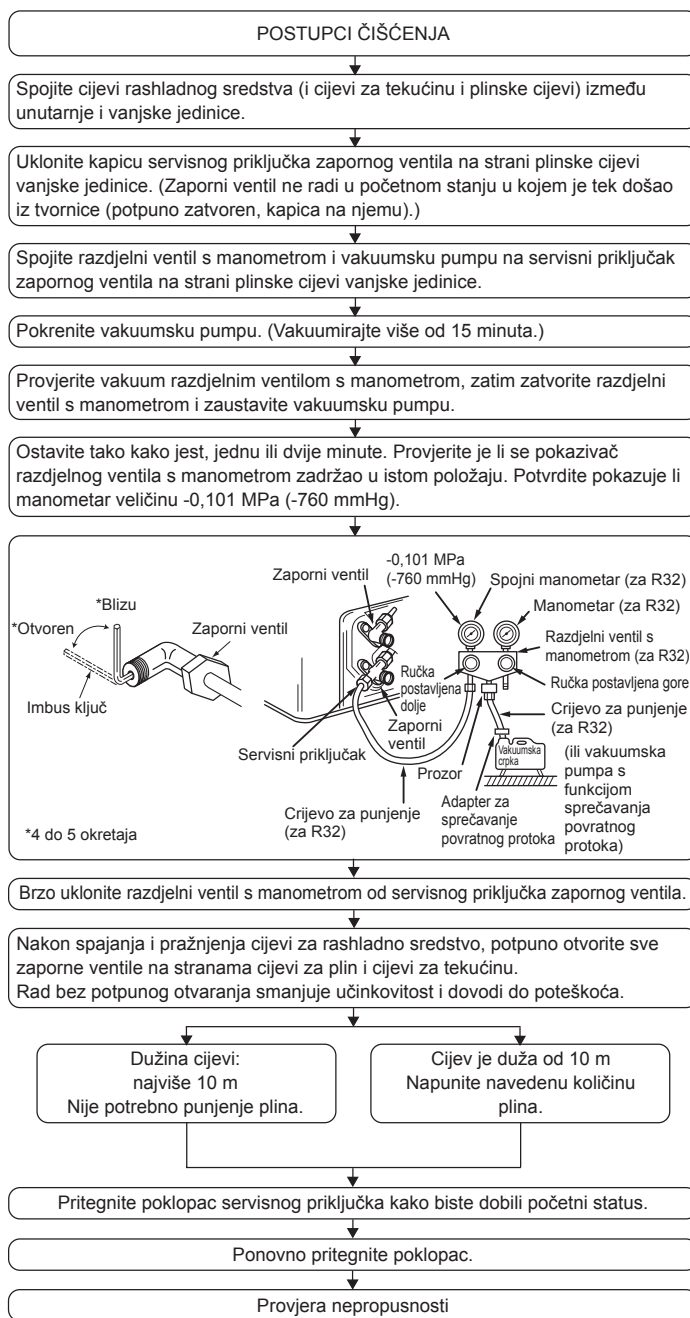 POSTUPCI ČIŠĆENJA
Spojite cijevi rashladnog sredstva (i cijevi za tekućinu i plinske cijevi) između
unutarnje i vanjske jedinice.
Uklonite kapicu servisnog priključka zapornog ventila na strani plinske cijevi
vanjske jedinice. (Zaporni ventil ne radi u početnom stanju u kojem je tek došao
iz tvornice (potpuno zatvoren, kapica na njemu).)
Spojite razdjelni ventil s manometrom i vakuumsku pumpu na servisni priključak
zapornog ventila na strani plinske cijevi vanjske jedinice.
Pokrenite vakuumsku pumpu. (Vakuumirajte više od 15 minuta.)
Provjerite vakuum razdjelnim ventilom s manometrom, zatim zatvorite razdjelni
ventil s manometrom i zaustavite vakuumsku pumpu.
Ostavite tako kako jest, jednu ili dvije minute. Provjerite je li se pokazivač
razdjelnog ventila s manometrom zadržao u istom položaju. Potvrdite pokazuje li
manometar veličinu -0,101 MPa (-760 mmHg).
*Blizu
*Otvoren
Zaporni ventil
Imbus ključ
*4 do 5 okretaja
Zaporni ventil
-0,101 MPa
(-760 mmHg)
Spojni manometar (za R32)
Manometar (za R32)
Razdjelni ventil s
manometrom (za R32)
Ručka
postavljena
dolje
Ručka postavljena gore
Zaporni
ventil
Servisni priključak
Crijevo za punjenje
(za R32)
Prozor
Crijevo za punjenje
(za R32)
Vakuumska
crpka
Adapter za
sprečavanje
povratnog protoka
(ili vakuumska
pumpa s
funkcijom
sprečavanja
povratnog
protoka)
Brzo uklonite razdjelni ventil s manometrom od servisnog priključka zapornog ventila.
Nakon spajanja i pražnjenja cijevi za rashladno sredstvo, potpuno otvorite sve
zaporne ventile na stranama cijevi za plin i cijevi za tekućinu.
Rad bez potpunog otvaranja smanjuje učinkovitost i dovodi do poteškoća.
Dužina cijevi:
najviše 10 m
Nije potrebno punjenje plina.
Cijev je duža od 10 m
Napunite navedenu količinu
plina.
Pritegnite poklopac servisnog priključka kako biste dobili početni status.
Ponovno pritegnite poklopac.
Provjera nepropusnosti